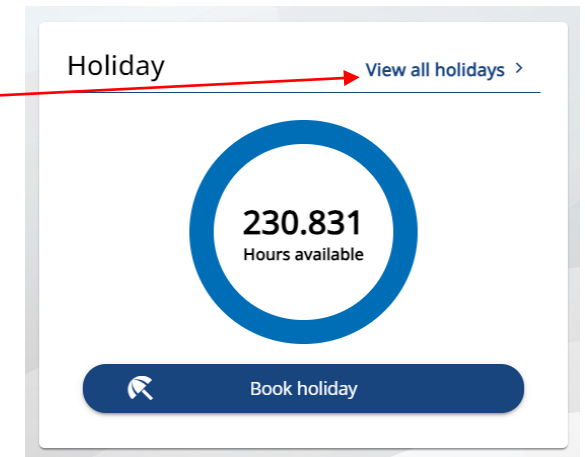 Holiday
View all holidays >
230.831
Hours available
Book holiday